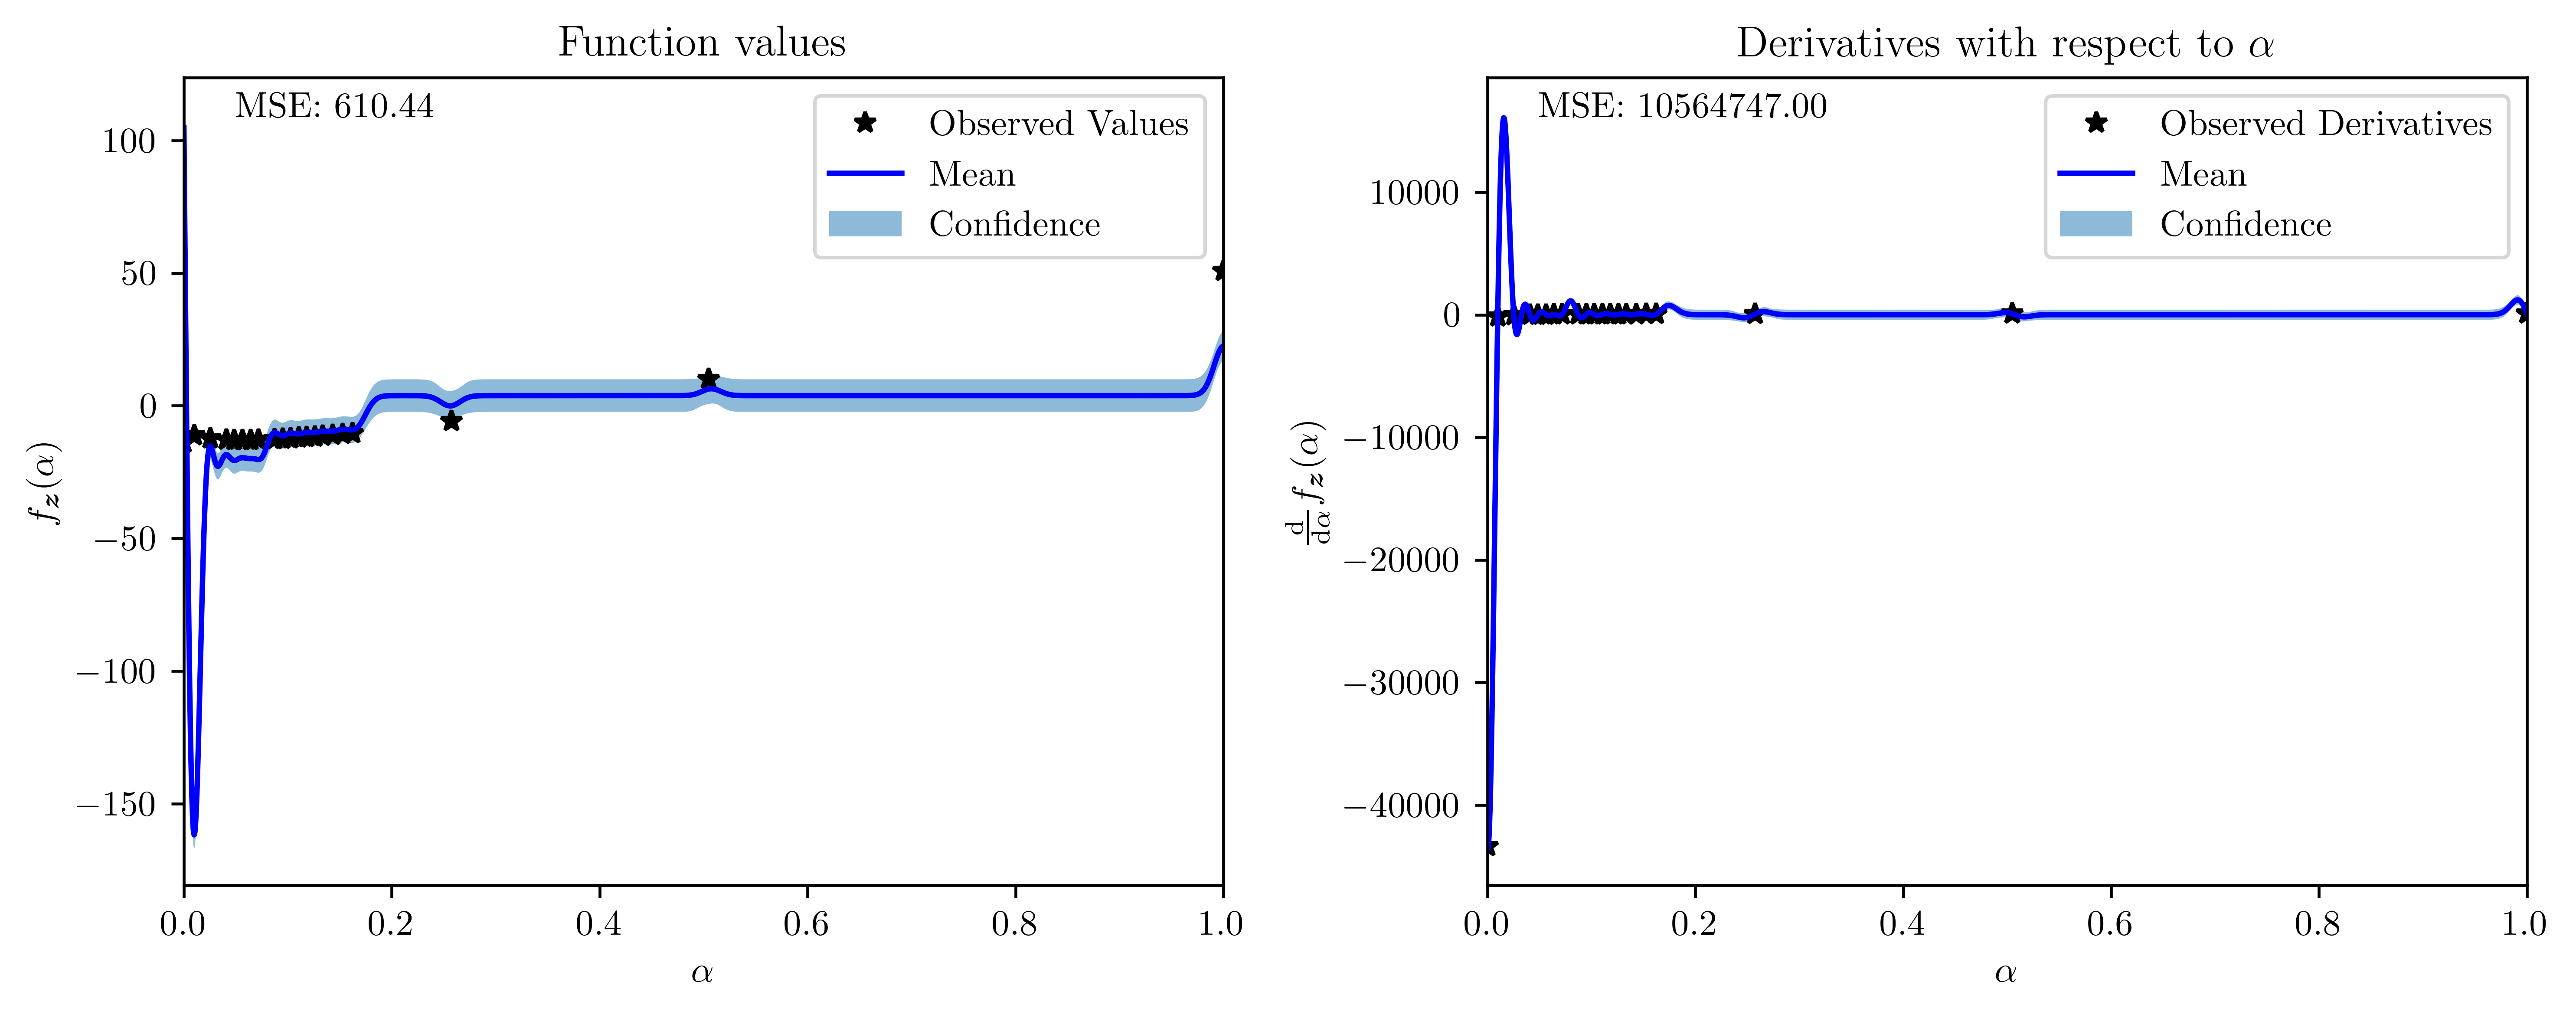 Function values
MSE: 610.44
Observed Values
Mean
Confidence
100
50
0
−50
−100
−150
f_z(α)
0.0 0.2 0.4 0.6 0.8 1.0
α
Derivatives with respect to α
MSE: 10564747.00
Observed Derivatives
Mean
Confidence
10000
0
−10000
−20000
−30000
−40000
d/dα f_z(α)
0.0 0.2 0.4 0.6 0.8 1.0
α